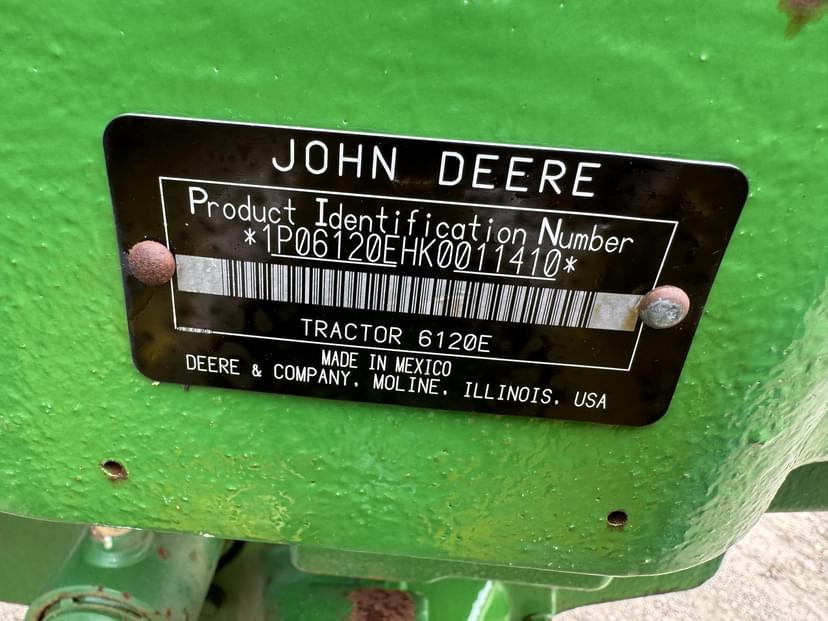 JOHN DEERE
Product Identification Number
*1P06120EHK0011410*
TRACTOR 6120E
MADE IN MEXICO
DEERE & COMPANY, MOLINE, ILLINOIS, USA